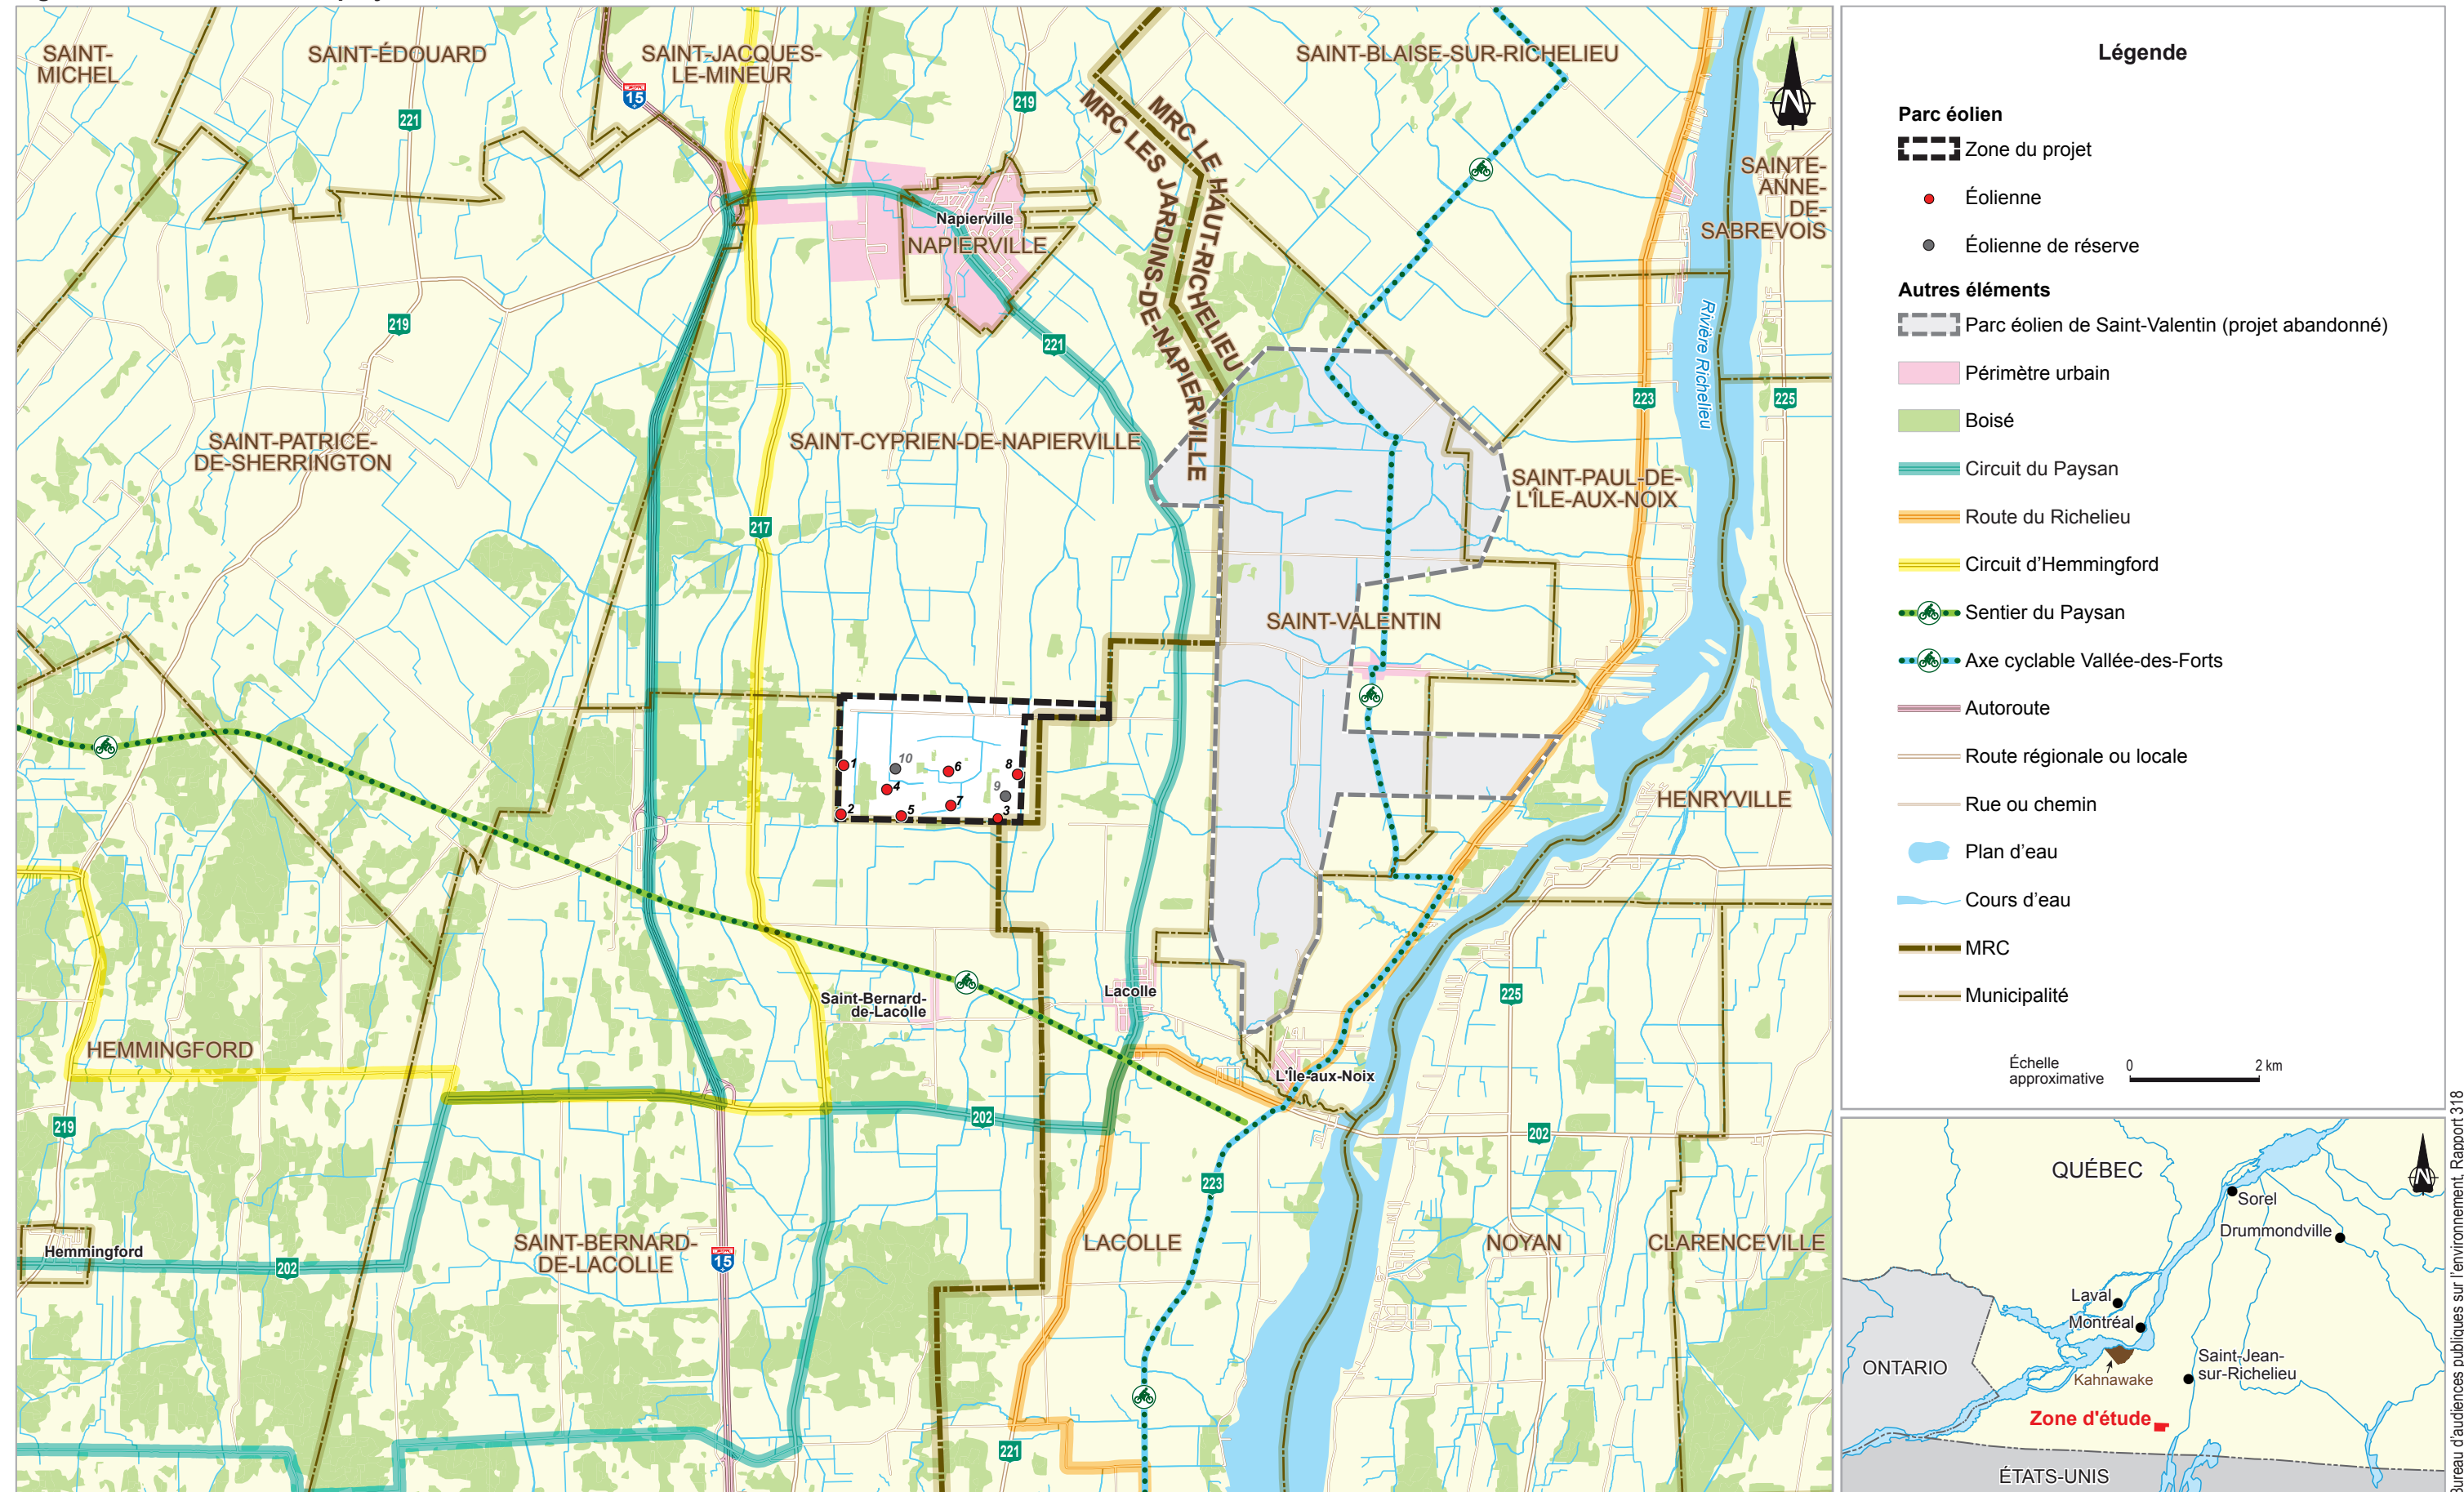 SAINT-
MICHEL
SAINT-ÉDOUARD
SAINT-JACQUES-
LE-MINEUR
SAINT-BLAISE-SUR-RICHELIEU
15
221
219
N
MRC LE HAUT-RICHELIEU
MRC LES JARDINS-DE-NAPIERVILLE
SAINTE-
ANNE-
DE-
SABREVOIS
Napierville
NAPIERVILLE
219
221
Rivière Richelieu
223
225
SAINT-PATRICE-
DE-SHERRINGTON
SAINT-CYPRIEN-DE-NAPIERVILLE
SAINT-PAUL-DE-
L'ÎLE-AUX-NOIX
217
SAINT-VALENTIN
1
10
6
8
4
9
2
5
7
3
HENRYVILLE
Saint-Bernard-
de-Lacolle
Lacolle
225
HEMMINGFORD
L'Île-aux-Noix
219
202
202
223
Hemmingford
202
SAINT-BERNARD-
DE-LACOLLE
15
LACOLLE
NOYAN
CLARENCEVILLE
221
Légende
Parc éolien
Zone du projet
Éolienne
Éolienne de réserve
Autres éléments
Parc éolien de Saint-Valentin (projet abandonné)
Périmètre urbain
Boisé
Circuit du Paysan
Route du Richelieu
Circuit d'Hemmingford
Sentier du Paysan
Axe cyclable Vallée-des-Forts
Autoroute
Route régionale ou locale
Rue ou chemin
Plan d'eau
Cours d'eau
MRC
Municipalité
Échelle
approximative
0 2 km
QUÉBEC
N
Sorel
Drummondville
Laval
Montréal
Kahnawake
Saint-Jean-
sur-Richelieu
ONTARIO
Zone d'étude
ÉTATS-UNIS
Bureau d'audiences publiques sur l'environnement, Rapport 318